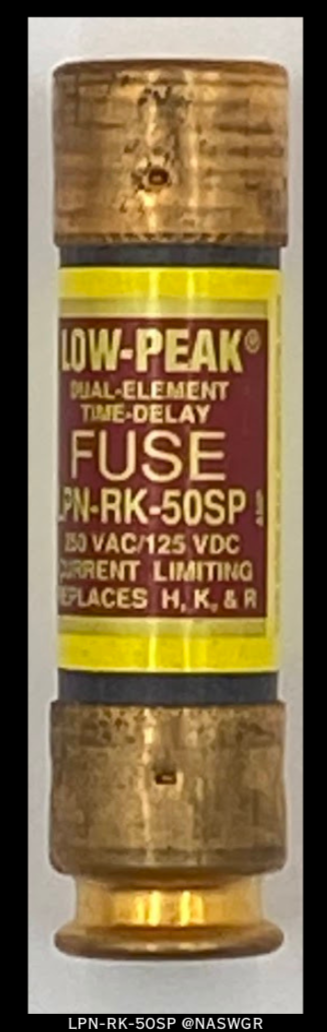 LOW-PEAK®
DUAL-ELEMENT
TIME-DELAY
FUSE
LPN-RK-50SP
AMP
250 VAC/125 VDC
CURRENT LIMITING
REPLACES H, K, & R
LPN-RK-50SP @NASWGR